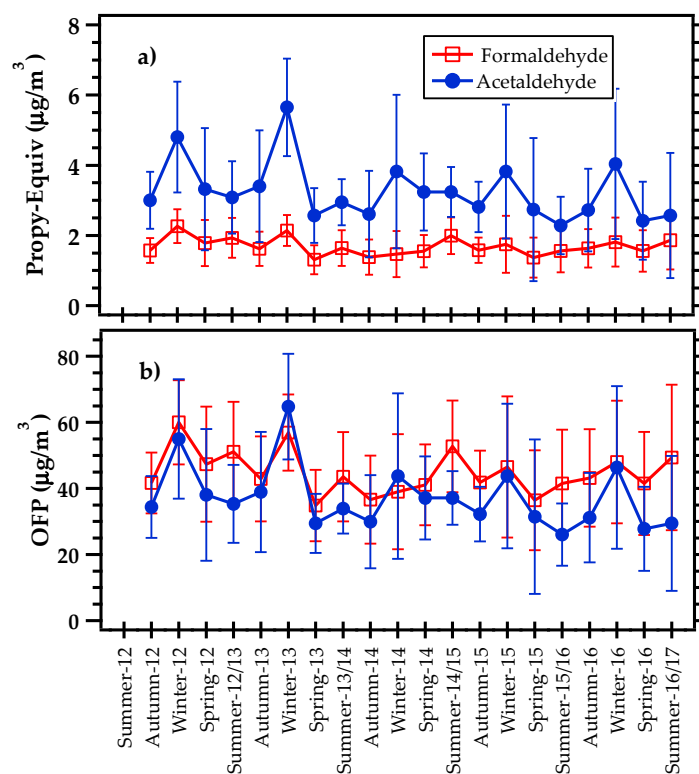 a)
Formaldehyde
Acetaldehyde
Propy-Equiv (µg/m³)
8
6
4
2
0
b)
OFP (µg/m³)
80
60
40
20
0
Summer-12
Autumn-12
Winter-12
Spring-12
Summer-12/13
Autumn-13
Winter-13
Spring-13
Summer-13/14
Autumn-14
Winter-14
Spring-14
Summer-14/15
Autumn-15
Winter-15
Spring-15
Summer-15/16
Autumn-16
Winter-16
Spring-16
Summer-16/17